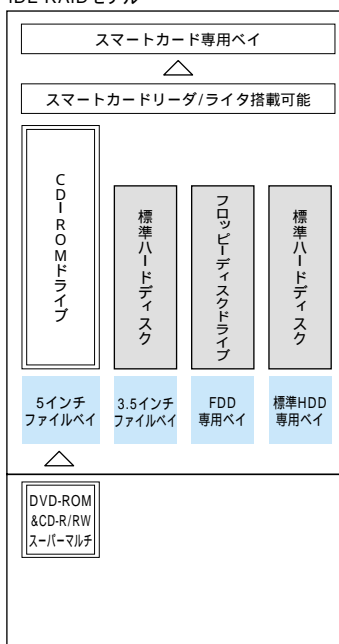 IDE-RAIDモデル
スマートカード専用ベイ
スマートカードリーダ/ライタ搭載可能
CD-ROMドライブ
標準ハードディスク
フロッピーディスクドライブ
標準ハードディスク
5インチ
ファイルベイ
3.5インチ
ファイルベイ
FDD
専用ベイ
標準HDD
専用ベイ
DVD-ROM
&CD-R/RW
スーパーマルチ